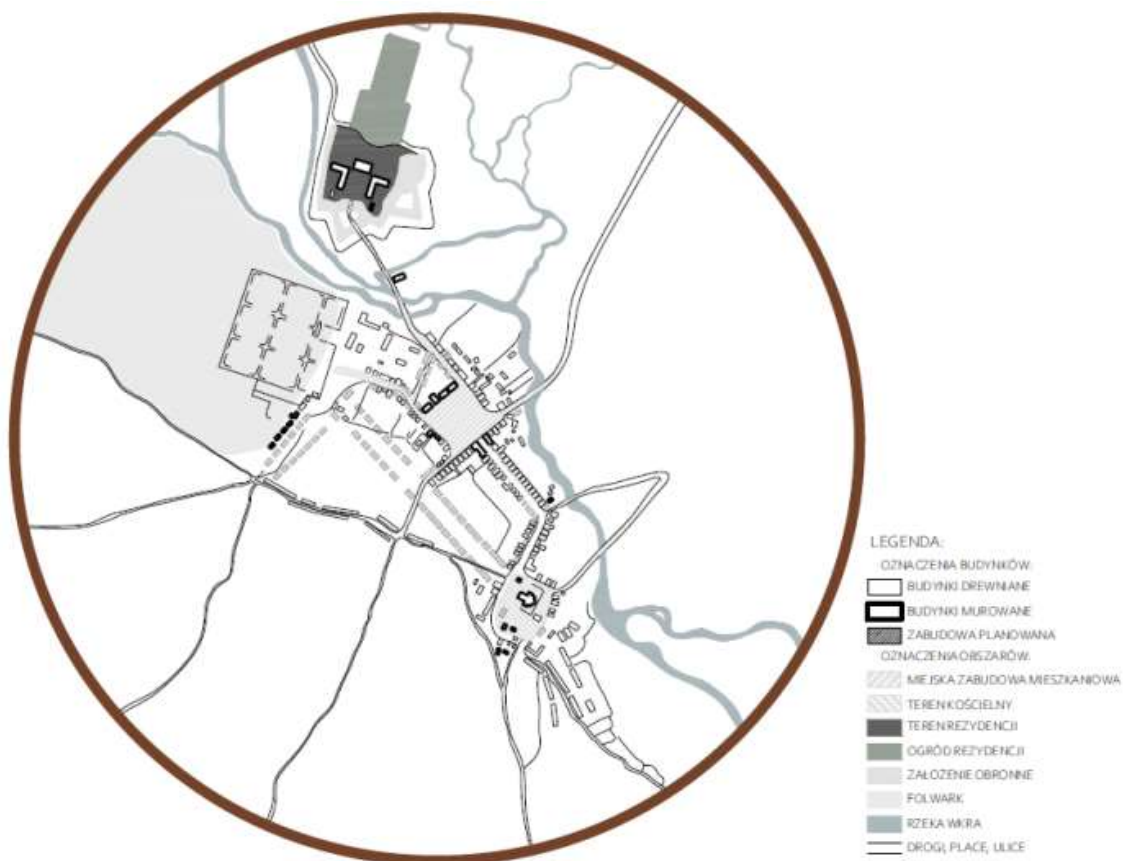 LEGENDA:
OZNACZENIA BUDYNKÓW:
BUDYNKI DREWNIANE
BUDYNKI MUROWANE
ZABUDOWA PLANOWANA
OZNACZENIA OBSZARÓW:
MIEJSKA ZABUDOWA MIESZKANIOWA
TEREN KOŚCIELNY
TEREN REZYDENCJI
OGRÓD REZYDENCJI
ZAŁOŻENIE OBRONNE
FOLWARK
RZEKA WKRA
DROGI, PLACE, ULICE